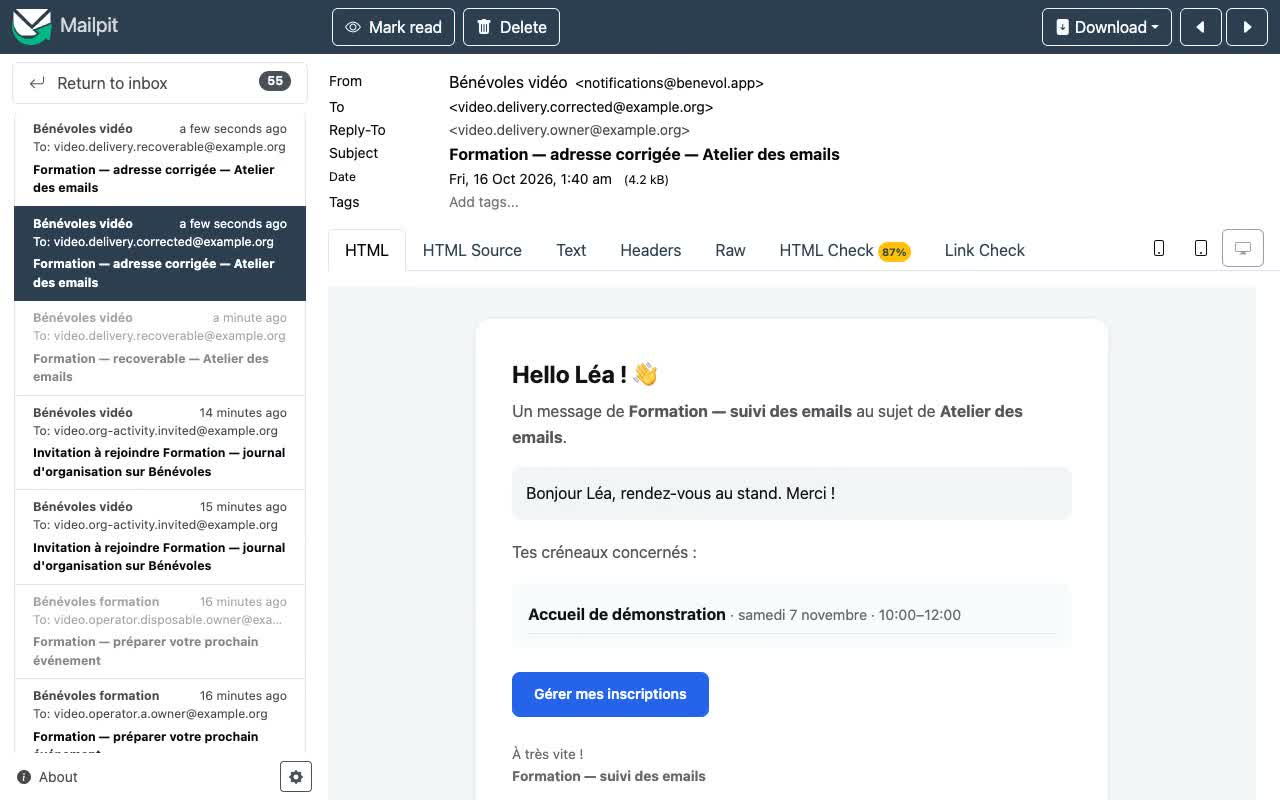 Mailpit
Mark read
Delete
Download
Return to inbox
55
Bénévoles vidéo a few seconds ago
To: video.delivery.recoverable@example.org
Formation — adresse corrigée — Atelier
des emails
Bénévoles vidéo a few seconds ago
To: video.delivery.corrected@example.org
Formation — adresse corrigée — Atelier
des emails
Bénévoles vidéo a minute ago
To: video.delivery.recoverable@example.org
Formation — recoverable — Atelier des
emails
Bénévoles vidéo 14 minutes ago
To: video.org-activity.invited@example.org
Invitation à rejoindre Formation — journal
d'organisation sur Bénévoles
Bénévoles vidéo 15 minutes ago
To: video.org-activity.invited@example.org
Invitation à rejoindre Formation — journal
d'organisation sur Bénévoles
Bénévoles formation 16 minutes ago
To: video.operator.disposable.owner@exa...
Formation — préparer votre prochain
événement
Bénévoles formation 16 minutes ago
To: video.operator.a.owner@example.org
Formation — préparer votre prochain
événement
About
From Bénévoles vidéo <notifications@benevol.app>
To <video.delivery.corrected@example.org>
Reply-To <video.delivery.owner@example.org>
Subject Formation — adresse corrigée — Atelier des emails
Date Fri, 16 Oct 2026, 1:40 am (4.2 kB)
Tags Add tags...
HTML HTML Source Text Headers Raw HTML Check 87% Link Check
Hello Léa ! 👋
Un message de Formation — suivi des emails au sujet de Atelier des
emails.
Bonjour Léa, rendez-vous au stand. Merci !
Tes créneaux concernés :
Accueil de démonstration · samedi 7 novembre · 10:00–12:00
Gérer mes inscriptions
À très vite !
Formation — suivi des emails